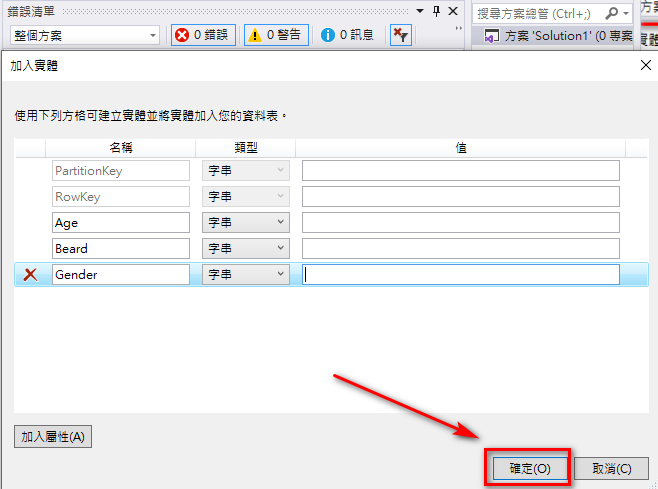 錯誤清單
整個方案
0 錯誤
0 警告
0 訊息
搜尋方案總管 (Ctrl+;)
方案 'Solution1' (0 專案
加入實體
使用下列方格可建立實體並將實體加入您的資料表。
名稱 類型 值
PartitionKey 字串
RowKey 字串
Age 字串
Beard 字串
Gender 字串
加入屬性(A)
確定(O) 取消(C)